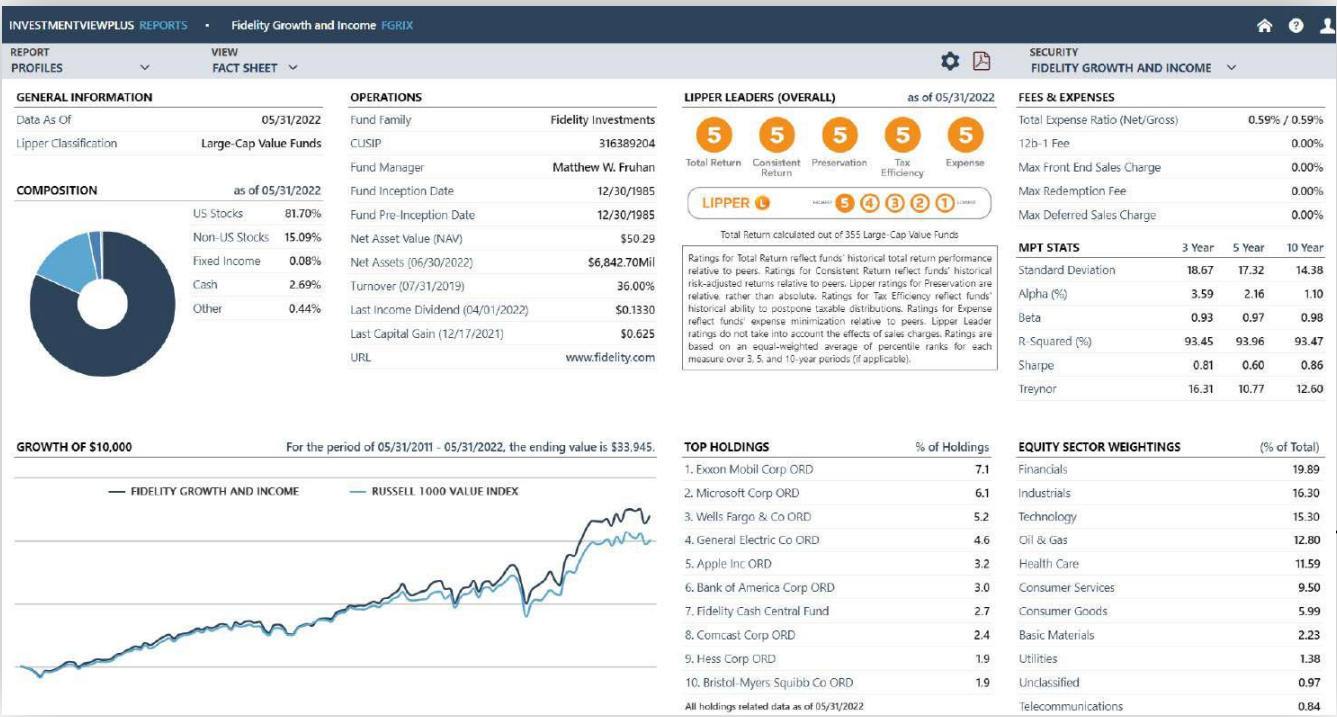 INVESTMENTVIEWPLUS REPORTS • Fidelity Growth and Income FGRIX
REPORT
PROFILES
VIEW
FACT SHEET
SECURITY
FIDELITY GROWTH AND INCOME
GENERAL INFORMATION
Data As Of 05/31/2022
Lipper Classification Large-Cap Value Funds
COMPOSITION as of 05/31/2022
US Stocks 81.70%
Non-US Stocks 15.09%
Fixed Income 0.08%
Cash 2.69%
Other 0.44%
OPERATIONS
Fund Family Fidelity Investments
CUSIP 316389204
Fund Manager Matthew W. Fruhan
Fund Inception Date 12/30/1985
Fund Pre-Inception Date 12/30/1985
Net Asset Value (NAV) $50.29
Net Assets (06/30/2022) $6,842.70Mil
Turnover (07/31/2019) 36.00%
Last Income Dividend (04/01/2022) $0.1330
Last Capital Gain (12/17/2021) $0.625
URL www.fidelity.com
LIPPER LEADERS (OVERALL) as of 05/31/2022
5 5 5 5 5
Total Return Consistent Return Preservation Tax Efficiency Expense
LIPPER L HIGHEST 5 4 3 2 1 LOWEST
Total Return calculated out of 355 Large-Cap Value Funds
Ratings for Total Return reflect funds' historical total return performance
relative to peers. Ratings for Consistent Return reflect funds' historical
risk-adjusted returns relative to peers. Lipper ratings for Preservation are
relative, rather than absolute. Ratings for Tax Efficiency reflect funds'
historical ability to postpone taxable distributions. Ratings for Expense
reflect funds' expense minimization relative to peers. Lipper Leader
ratings do not take into account the effects of sales charges. Ratings are
based on an equal-weighted average of percentile ranks for each
measure over 3, 5, and 10-year periods (if applicable).
FEES & EXPENSES
Total Expense Ratio (Net/Gross) 0.59% / 0.59%
12b-1 Fee 0.00%
Max Front End Sales Charge 0.00%
Max Redemption Fee 0.00%
Max Deferred Sales Charge 0.00%
MPT STATS 3 Year 5 Year 10 Year
Standard Deviation 18.67 17.32 14.38
Alpha (%) 3.59 2.16 1.10
Beta 0.93 0.97 0.98
R-Squared (%) 93.45 93.96 93.47
Sharpe 0.81 0.60 0.86
Treynor 16.31 10.77 12.60
GROWTH OF $10,000 For the period of 05/31/2011 - 05/31/2022, the ending value is $33,945.
FIDELITY GROWTH AND INCOME RUSSELL 1000 VALUE INDEX
TOP HOLDINGS % of Holdings
1. Exxon Mobil Corp ORD 7.1
2. Microsoft Corp ORD 6.1
3. Wells Fargo & Co ORD 5.2
4. General Electric Co ORD 4.6
5. Apple Inc ORD 3.2
6. Bank of America Corp ORD 3.0
7. Fidelity Cash Central Fund 2.7
8. Comcast Corp ORD 2.4
9. Hess Corp ORD 1.9
10. Bristol-Myers Squibb Co ORD 1.9
All holdings related data as of 05/31/2022
EQUITY SECTOR WEIGHTINGS (% of Total)
Financials 19.89
Industrials 16.30
Technology 15.30
Oil & Gas 12.80
Health Care 11.59
Consumer Services 9.50
Consumer Goods 5.99
Basic Materials 2.23
Utilities 1.38
Unclassified 0.97
Telecommunications 0.84